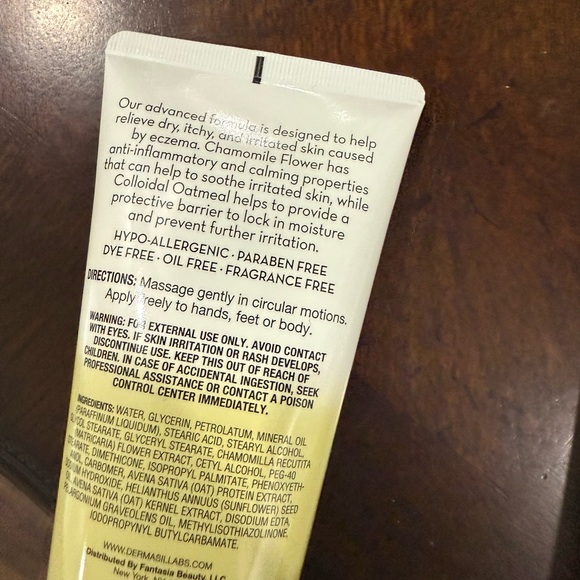 Our advanced formula is designed to help
relieve dry, itchy, and irritated skin caused
by eczema. Chamomile Flower has
anti-inflammatory and calming properties
that can help to soothe irritated skin, while
Colloidal Oatmeal helps to provide a
protective barrier to lock in moisture
and prevent further irritation.
HYPO-ALLERGENIC · PARABEN FREE
DYE FREE · OIL FREE · FRAGRANCE FREE
DIRECTIONS: Massage gently in circular motions.
Apply freely to hands, feet or body.
WARNING: FOR EXTERNAL USE ONLY. AVOID CONTACT
WITH EYES. IF SKIN IRRITATION OR RASH DEVELOPS,
DISCONTINUE USE. KEEP THIS OUT OF REACH OF
CHILDREN. IN CASE OF ACCIDENTAL INGESTION, SEEK
PROFESSIONAL ASSISTANCE OR CONTACT A POISON
CONTROL CENTER IMMEDIATELY.
INGREDIENTS: WATER, GLYCERIN, PETROLATUM, MINERAL OIL
(PARAFFINUM LIQUIDUM), STEARIC ACID, STEARYL ALCOHOL,
GLYCOL STEARATE, GLYCERYL STEARATE, CHAMOMILLA RECUTITA
(MATRICARIA) FLOWER EXTRACT, CETYL ALCOHOL, PEG-40
STEARATE, DIMETHICONE, ISOPROPYL PALMITATE, PHENOXYETH-
ANOL, CARBOMER, AVENA SATIVA (OAT) PROTEIN EXTRACT,
SODIUM HYDROXIDE, HELIANTHUS ANNUUS (SUNFLOWER) SEED
AVENA SATIVA (OAT) KERNEL EXTRACT, DISODIUM EDTA,
PELARGONIUM GRAVEOLENS OIL, METHYLISOTHIAZOLINONE,
IODOPROPYNYL BUTYLCARBAMATE.
WWW.DERMASILLABS.COM
Distributed By Fantasia Beauty, LLC
New York,